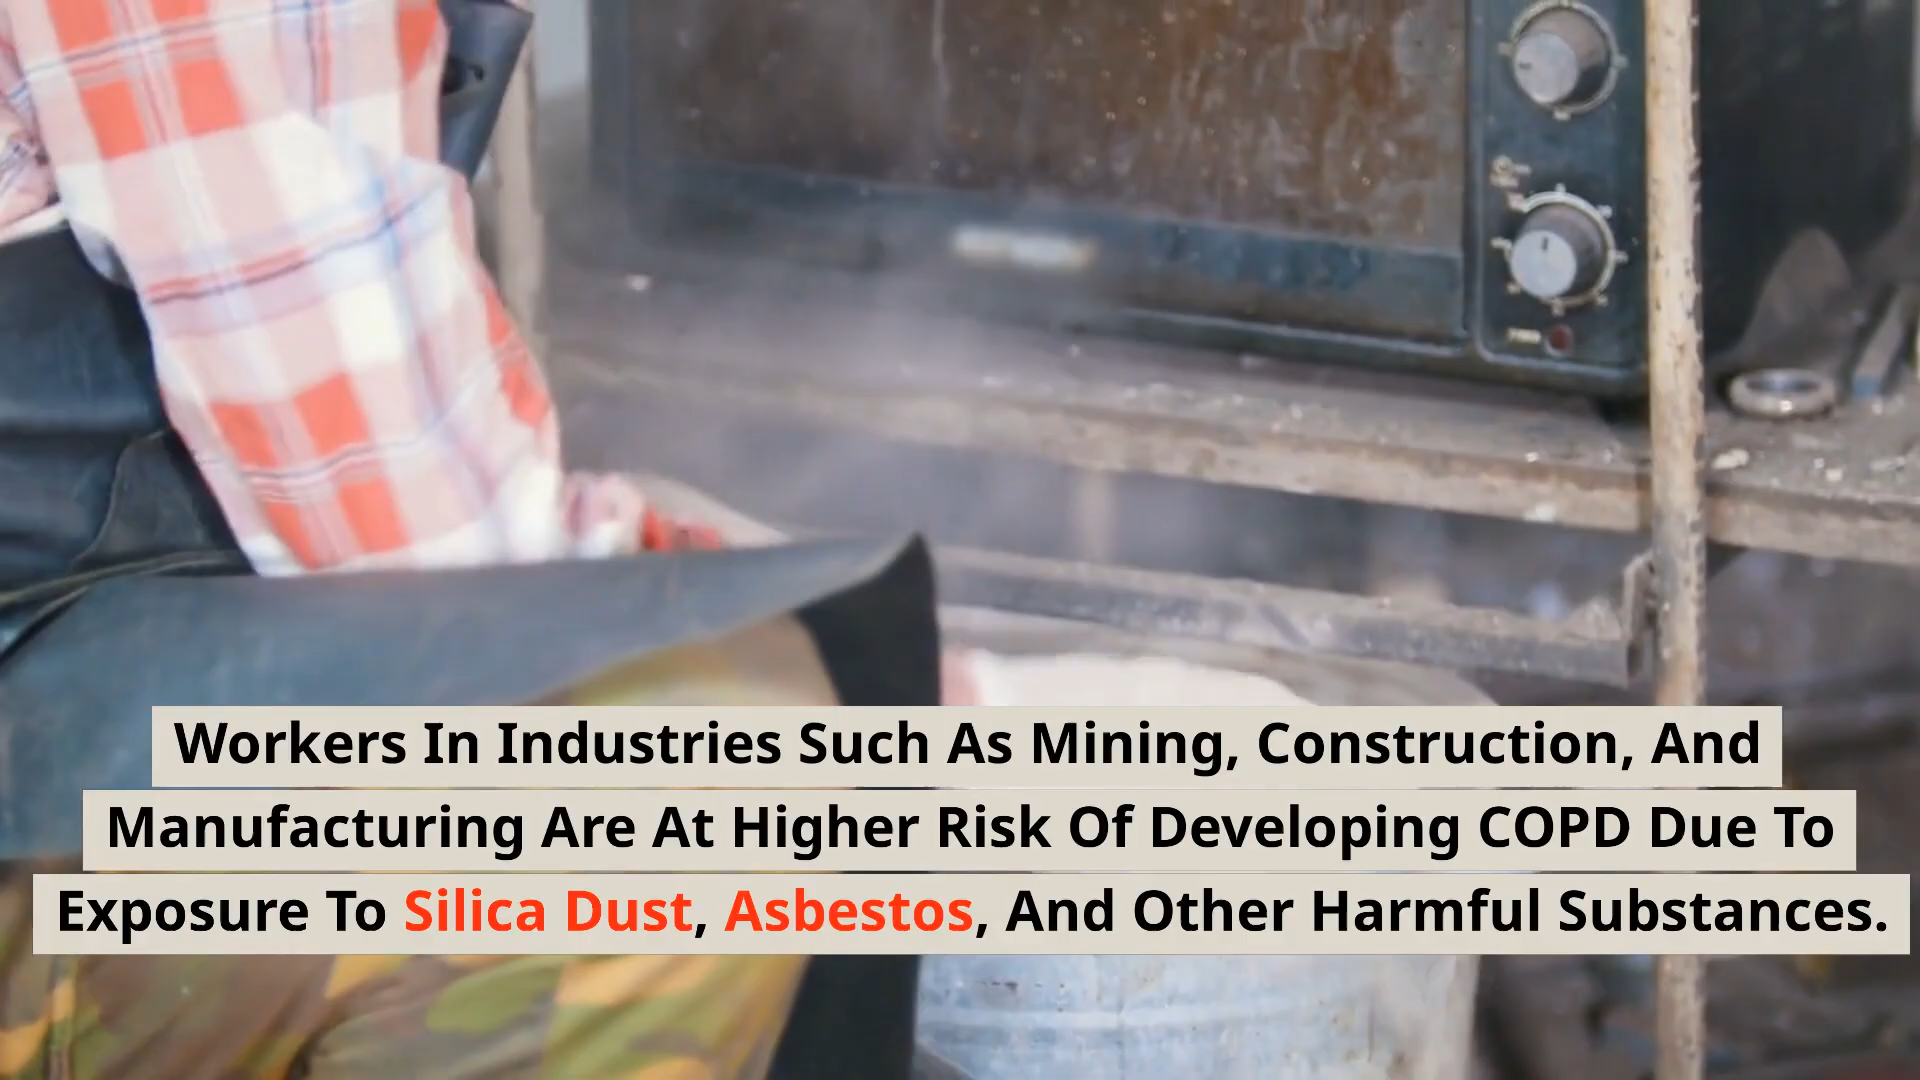 Workers In Industries Such As Mining, Construction, And
Manufacturing Are At Higher Risk Of Developing COPD Due To
Exposure To Silica Dust, Asbestos, And Other Harmful Substances.